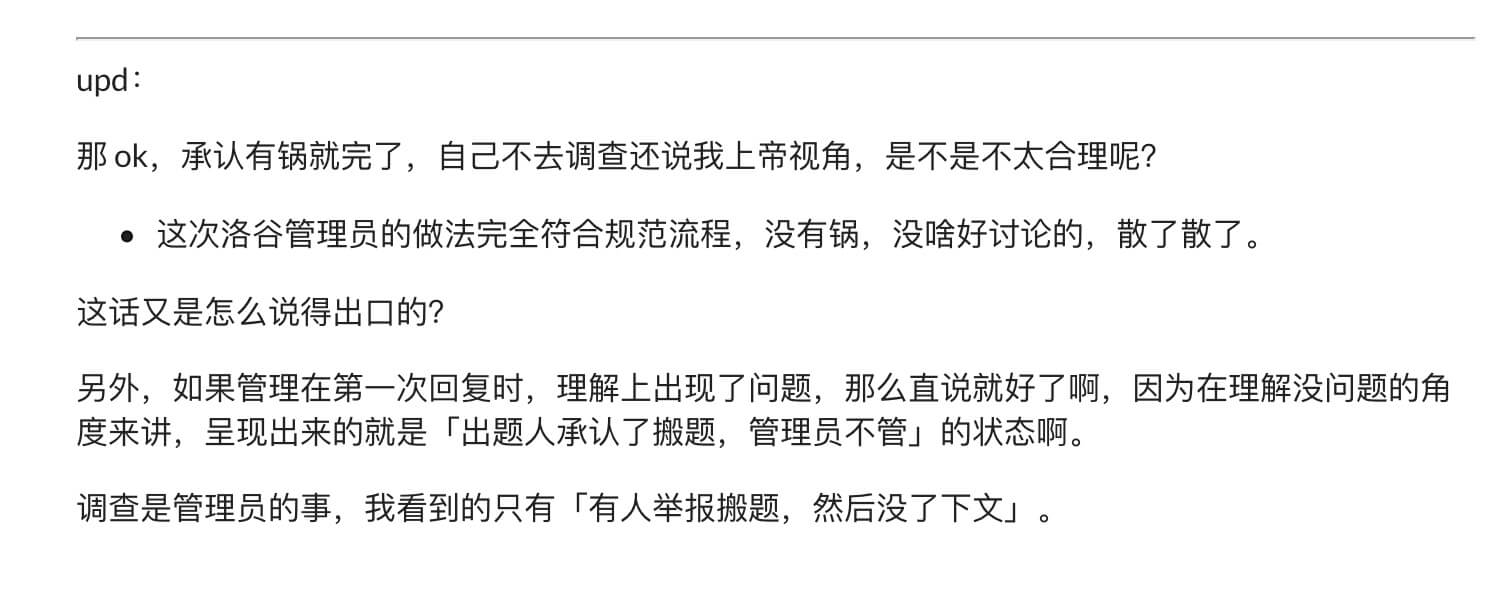 upd：
那 ok，承认有锅就完了，自己不去调查还说我上帝视角，是不是不太合理呢？
• 这次洛谷管理员的做法完全符合规范流程，没有锅，没啥好讨论的，散了散了。
这话又是怎么说得出口的？
另外，如果管理在第一次回复时，理解上出现了问题，那么直说就好了啊，因为在理解没问题的角
度来讲，呈现出来的就是「出题人承认了搬题，管理员不管」的状态啊。
调查是管理员的事，我看到的只有「有人举报搬题，然后没了下文」。